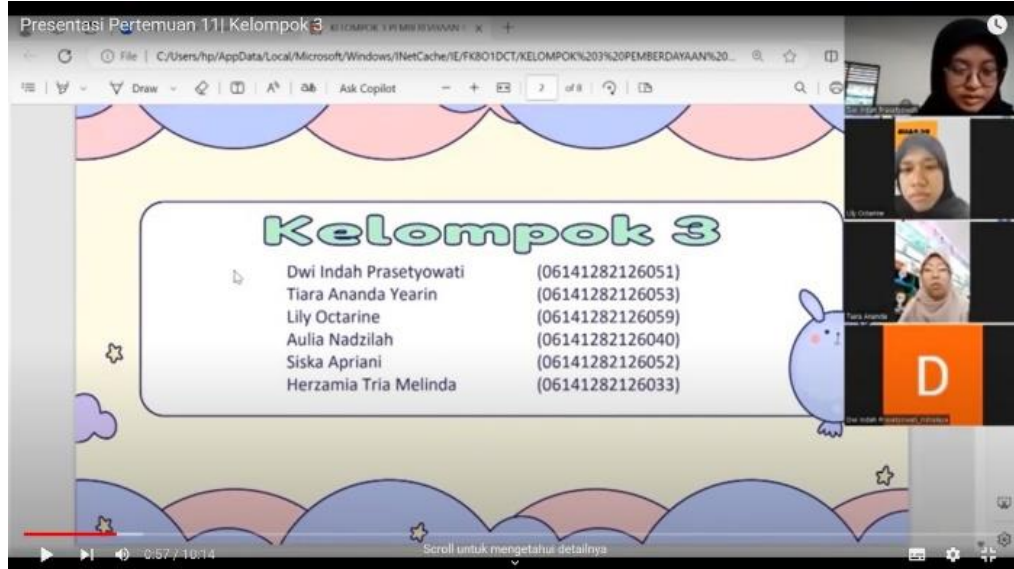 Presentasi Pertemuan 11| Kelompok 3
File | C:/Users/hp/AppData/Local/Microsoft/Windows/INetCache/IE/FK8O1DCT/KELOMPOK%203%20PEMBERDAYAAN%20...
Draw
Ask Copilot
2 of 8
Kelompok 3
Dwi Indah Prasetyowati (06141282126051)
Tiara Ananda Yearin (06141282126053)
Lily Octarine (06141282126059)
Aulia Nadzilah (06141282126040)
Siska Apriani (06141282126052)
Herzamia Tria Melinda (06141282126033)
Dwi Indah Prasetyowati
Lily Octarine
Tiara Ananda
D
0:57 / 10:14
Scroll untuk mengetahui detailnya